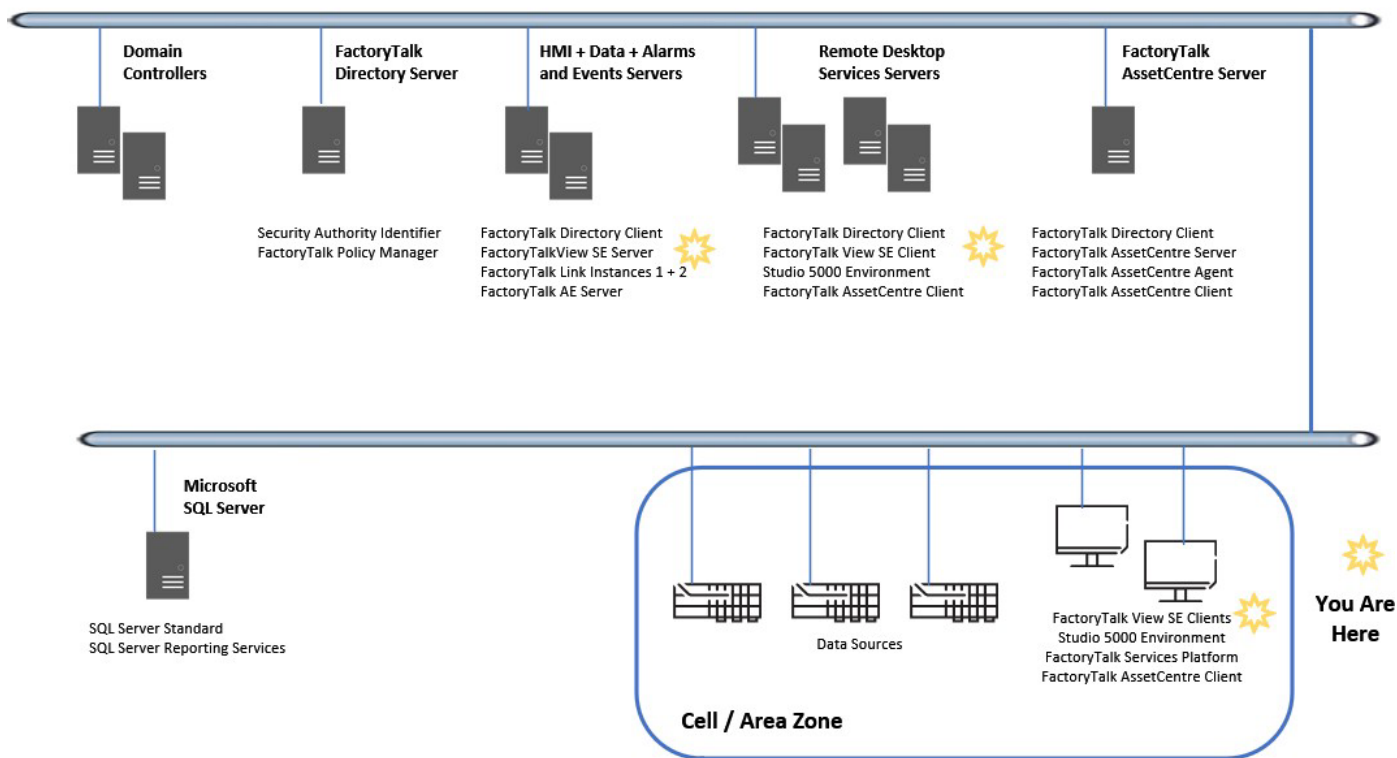 Domain
Controllers
FactoryTalk
Directory Server
HMI + Data + Alarms
and Events Servers
Remote Desktop
Services Servers
FactoryTalk
AssetCentre Server
Security Authority Identifier
FactoryTalk Policy Manager
FactoryTalk Directory Client
FactoryTalkView SE Server
FactoryTalk Link Instances 1 + 2
FactoryTalk AE Server
FactoryTalk Directory Client
FactoryTalk View SE Client
Studio 5000 Environment
FactoryTalk AssetCentre Client
FactoryTalk Directory Client
FactoryTalk AssetCentre Server
FactoryTalk AssetCentre Agent
FactoryTalk AssetCentre Client
Microsoft
SQL Server
SQL Server Standard
SQL Server Reporting Services
Data Sources
FactoryTalk View SE Clients
Studio 5000 Environment
FactoryTalk Services Platform
FactoryTalk AssetCentre Client
You Are
Here
Cell / Area Zone